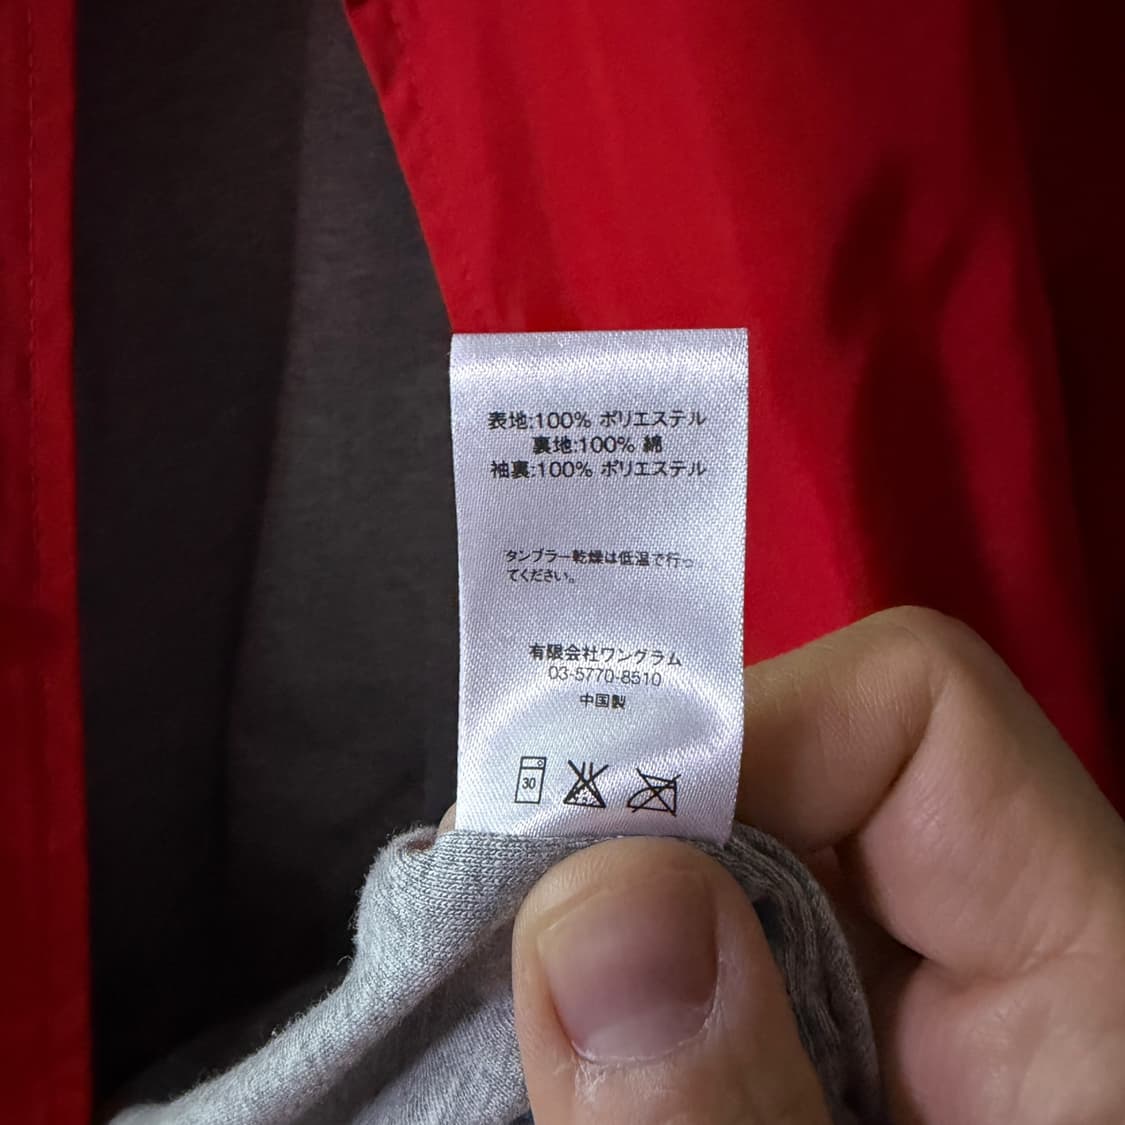 表地:100% ポリエステル
裏地:100% 綿
袖裏:100% ポリエステル
タンブラー乾燥は低温で行っ
てください。
有限会社ワングラム
03-5770-8510
中国製
30